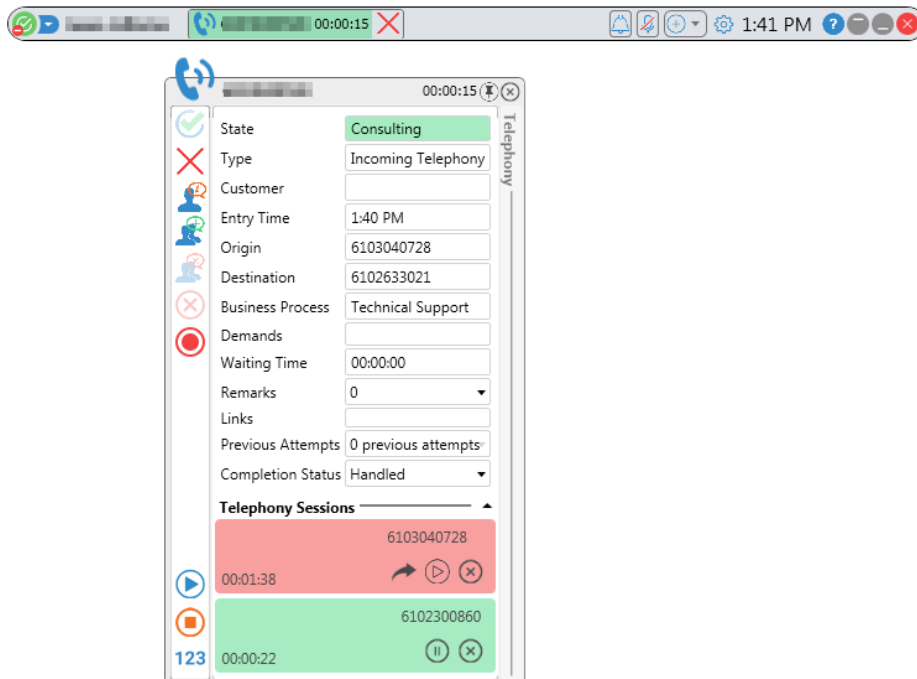 00:00:15
1:41 PM ?
00:00:15
Telephony
State Consulting
Type Incoming Telephony
Customer
Entry Time 1:40 PM
Origin 6103040728
Destination 6102633021
Business Process Technical Support
Demands
Waiting Time 00:00:00
Remarks 0
Links
Previous Attempts 0 previous attempts
Completion Status Handled
Telephony Sessions
6103040728
00:01:38
6102300860
123 00:00:22